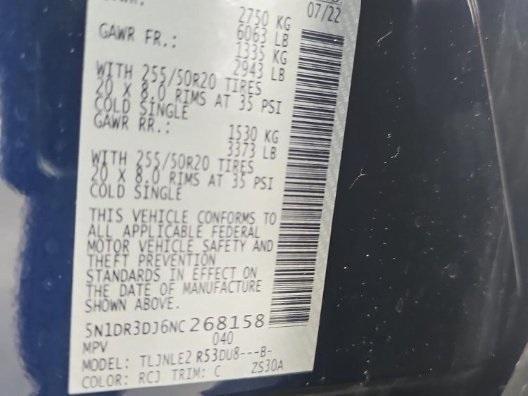 07/22
2750 KG
6063 LB
GAWR FR.: 1335 KG
2943 LB
WITH 255/50R20 TIRES
20 X 8.0 RIMS AT 35 PSI
COLD SINGLE
GAWR RR.: 1530 KG
3373 LB
WITH 255/50R20 TIRES
20 X 8.0 RIMS AT 35 PSI
COLD SINGLE
THIS VEHICLE CONFORMS TO
ALL APPLICABLE FEDERAL
MOTOR VEHICLE SAFETY AND
THEFT PREVENTION
STANDARDS IN EFFECT ON
THE DATE OF MANUFACTURE
SHOWN ABOVE.
5N1DR3DJ6NC268158
MPV 040
MODEL: TLJNLE2 R53DU8---B-
COLOR: RCJ TRIM: C ZS30A